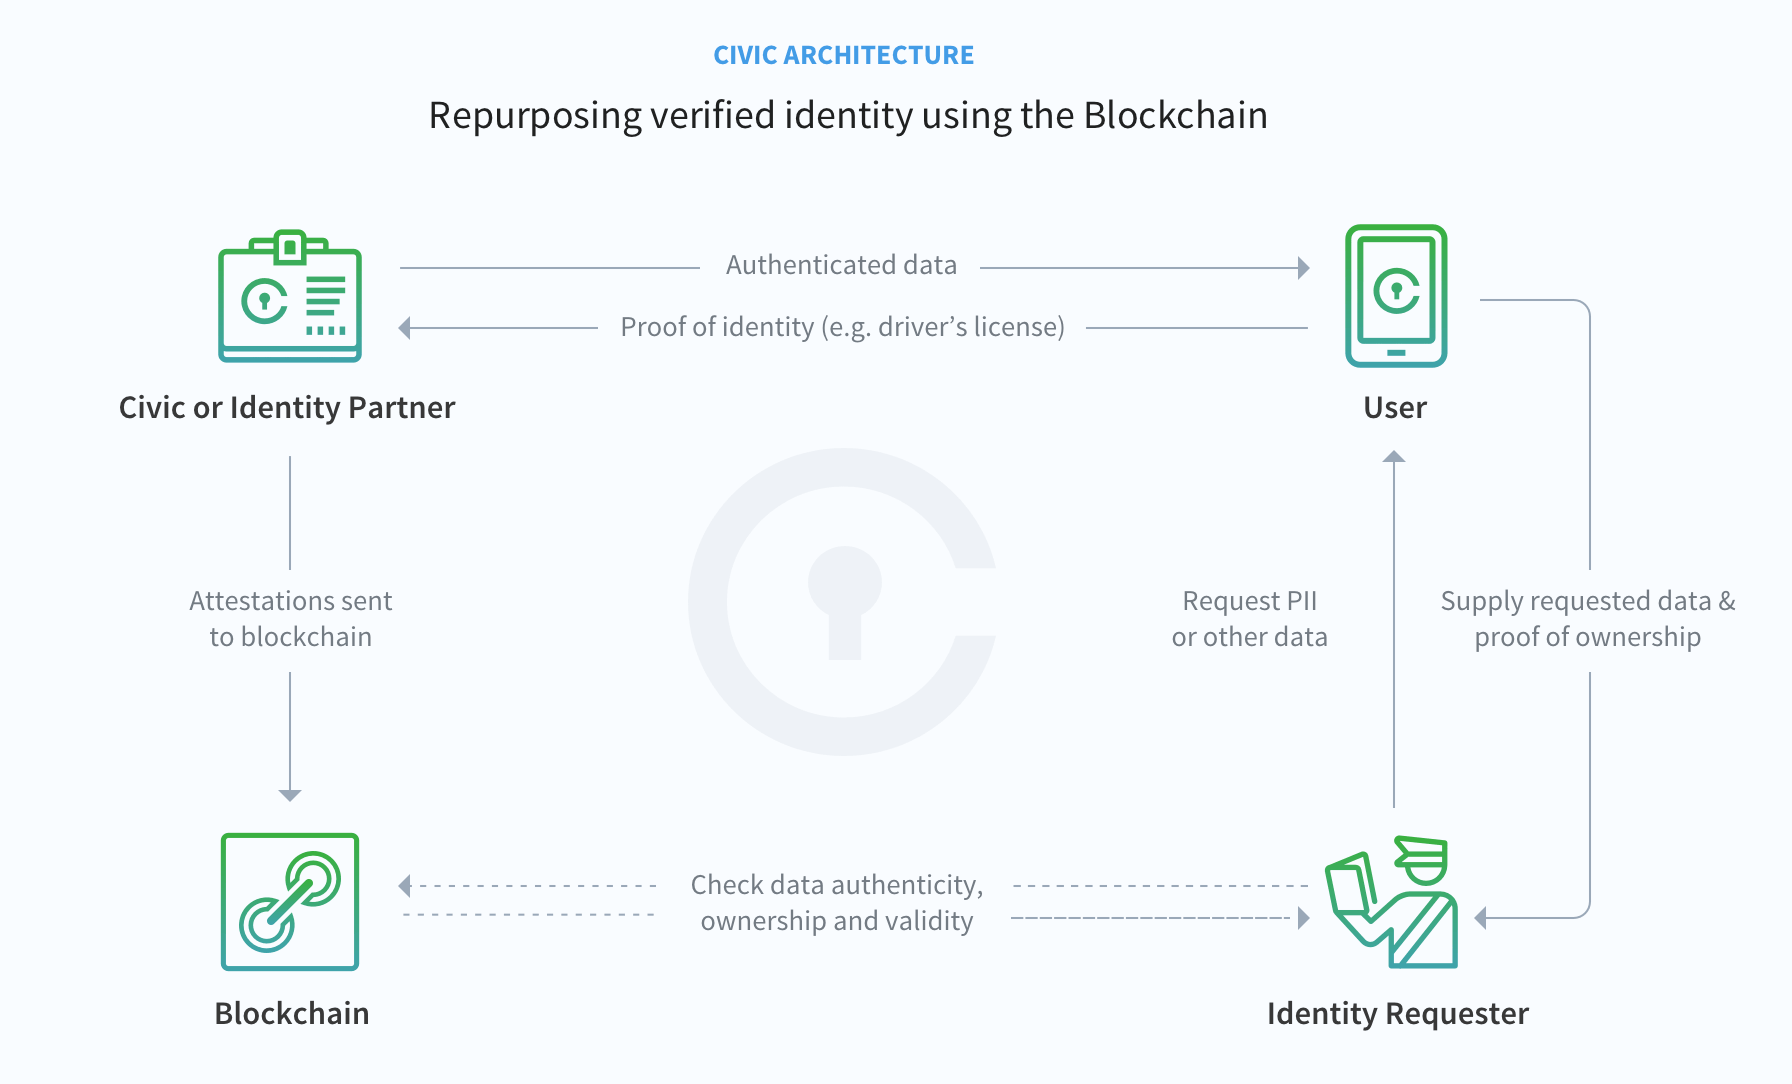 CIVIC ARCHITECTURE
Repurposing verified identity using the Blockchain
Authenticated data
Proof of identity (e.g. driver’s license)
Civic or Identity Partner
User
Attestations sent
to blockchain
Request PII
or other data
Supply requested data &
proof of ownership
Check data authenticity,
ownership and validity
Blockchain
Identity Requester